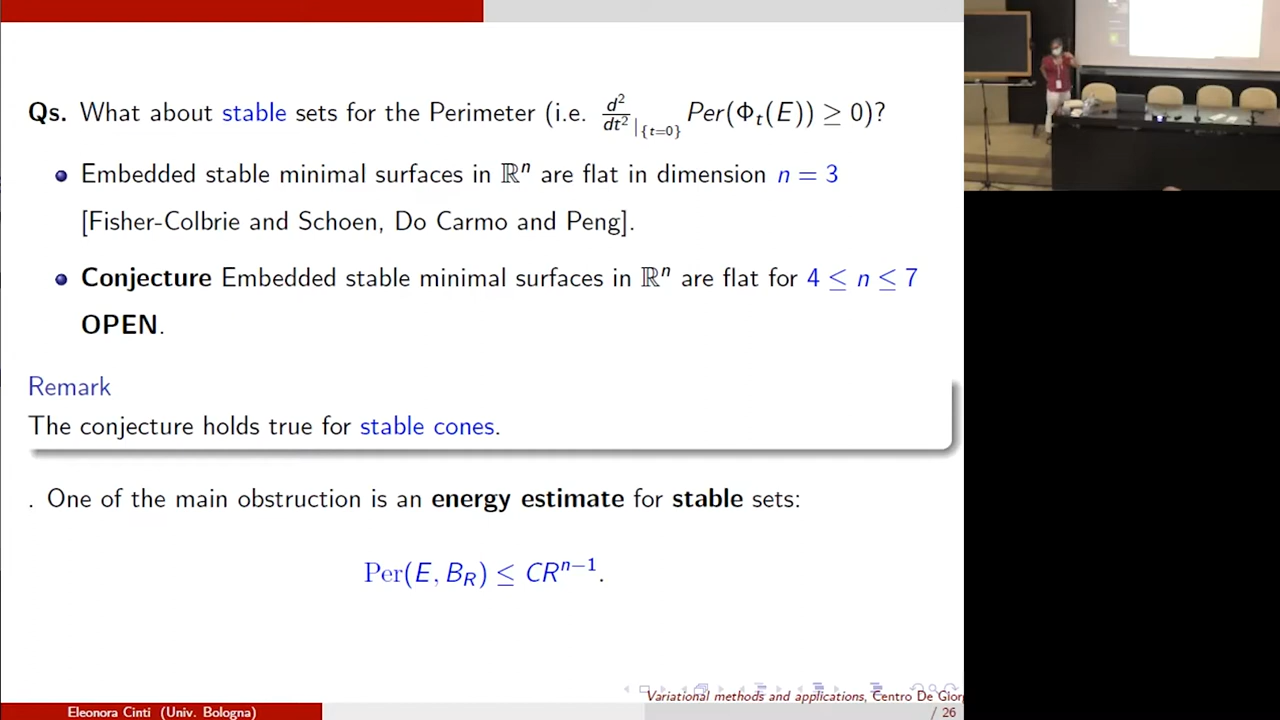 Qs. What about stable sets for the Perimeter (i.e. d²/dt² |{t=0} Per(Φ_t(E)) ≥ 0)?
Embedded stable minimal surfaces in ℝⁿ are flat in dimension n = 3
[Fisher-Colbrie and Schoen, Do Carmo and Peng].
Conjecture Embedded stable minimal surfaces in ℝⁿ are flat for 4 ≤ n ≤ 7
OPEN.
Remark
The conjecture holds true for stable cones.
. One of the main obstruction is an energy estimate for stable sets:
Per(E, B_R) ≤ CRⁿ⁻¹.
Variational methods and applications, Centro De Gior
Eleonora Cinti (Univ. Bologna)
/ 26